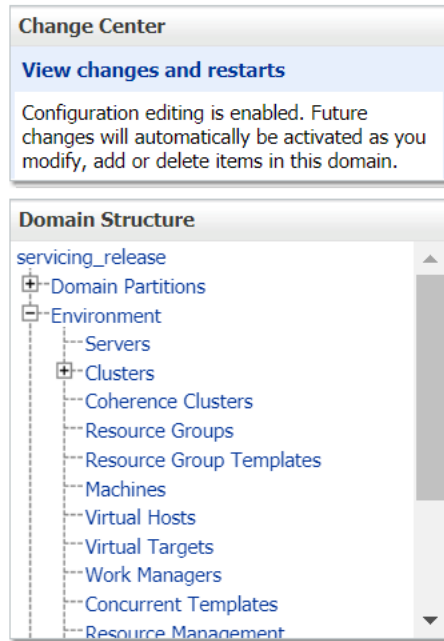 Change Center
View changes and restarts
Configuration editing is enabled. Future
changes will automatically be activated as you
modify, add or delete items in this domain.
Domain Structure
servicing_release
Domain Partitions
Environment
Servers
Clusters
Coherence Clusters
Resource Groups
Resource Group Templates
Machines
Virtual Hosts
Virtual Targets
Work Managers
Concurrent Templates
Resource Management